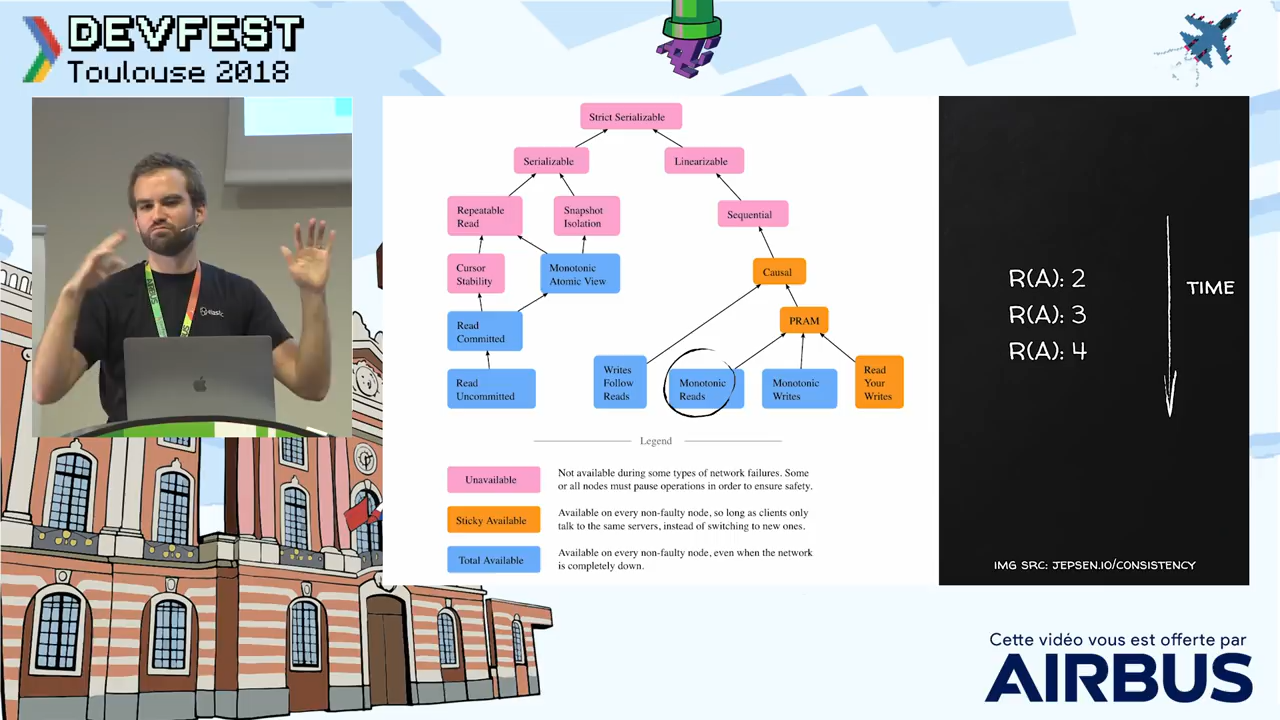 DEVFEST
Toulouse 2018
Strict Serializable
Serializable
Linearizable
Repeatable
Read
Snapshot
Isolation
Sequential
Cursor
Stability
Monotonic
Atomic View
Causal
Read
Committed
PRAM
Read
Uncommitted
Writes
Follow
Reads
Monotonic
Reads
Monotonic
Writes
Read
Your
Writes
Legend
Unavailable
Not available during some types of network failures. Some
or all nodes must pause operations in order to ensure safety.
Sticky Available
Available on every non-faulty node, so long as clients only
talk to the same servers, instead of switching to new ones.
Total Available
Available on every non-faulty node, even when the network
is completely down.
R(A): 2
R(A): 3
R(A): 4
TIME
IMG SRC: JEPSEN.IO/CONSISTENCY
Cette vidéo vous est offerte par
AIRBUS